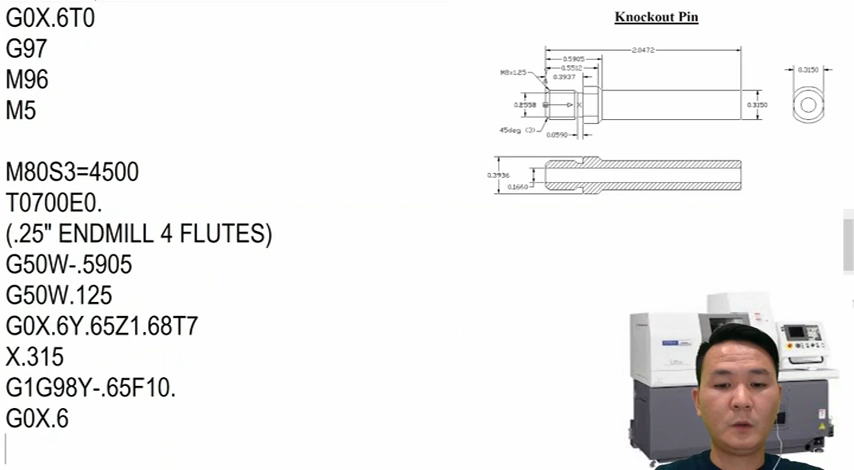 G0X.6T0
G97
M96
M5
M80S3=4500
T0700E0.
(.25" ENDMILL 4 FLUTES)
G50W-.5905
G50W.125
G0X.6Y.65Z1.68T7
X.315
G1G98Y-.65F10.
G0X.6
Knockout Pin
2.0472
0.5905
0.5512
0.3937
M8x1.25
0.2558
45deg (3)
0.0590
0.3150
0.3150
0.3936
0.1660